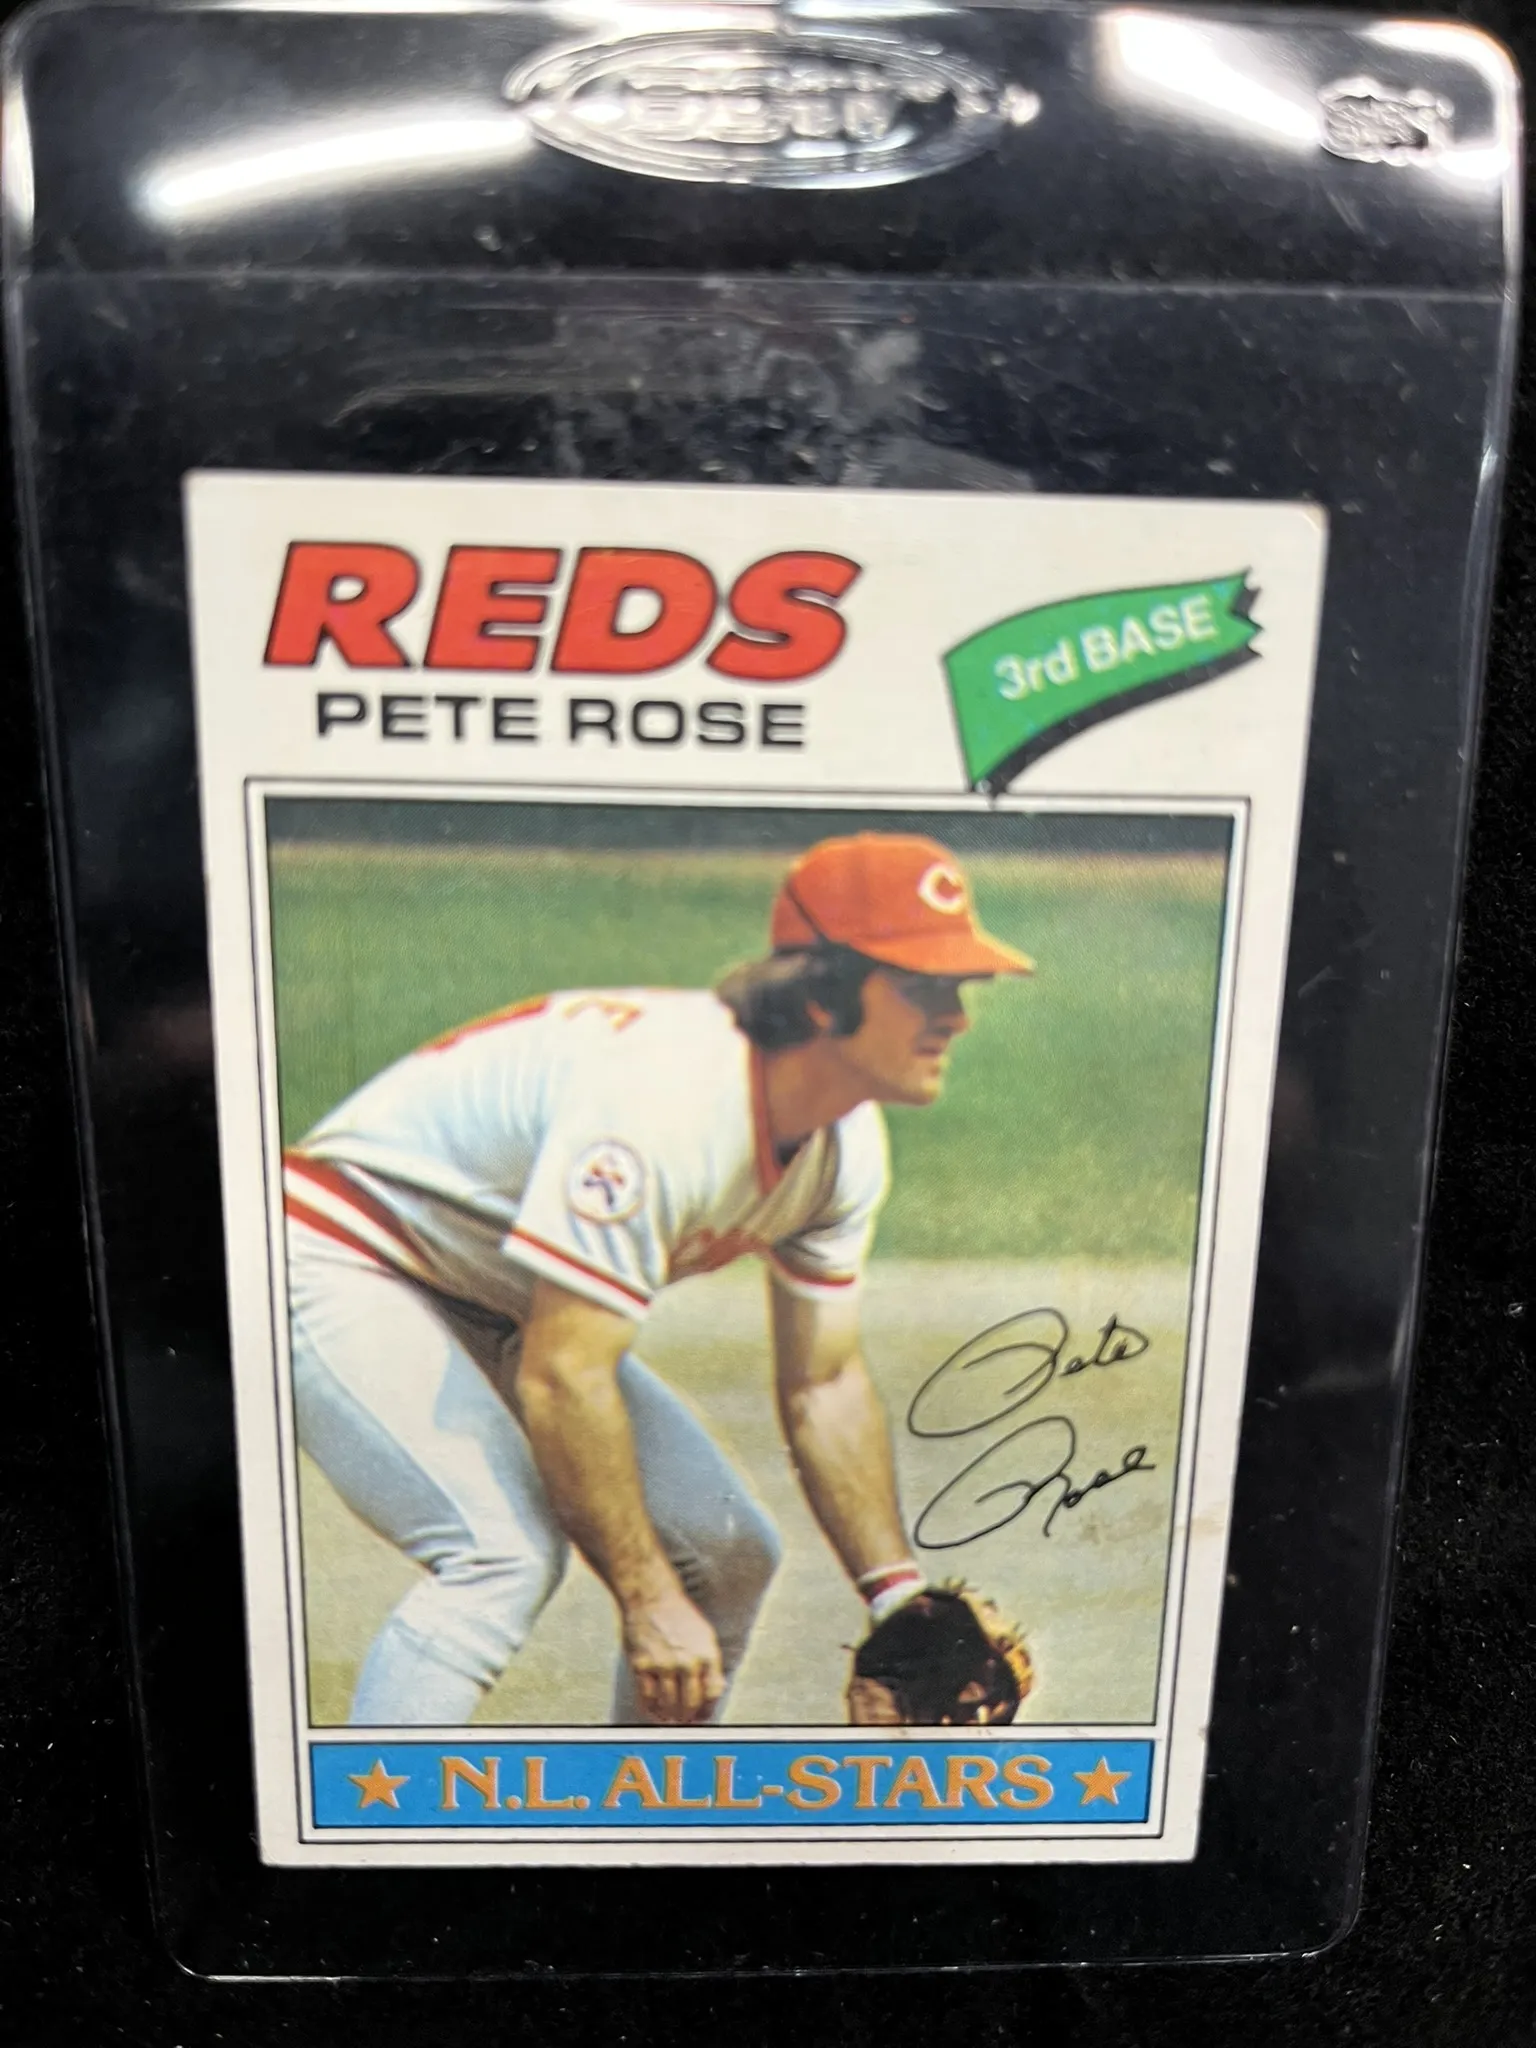 REDS
PETE ROSE
3rd BASE
C
Pete
Rose
★ N.L. ALL-STARS ★